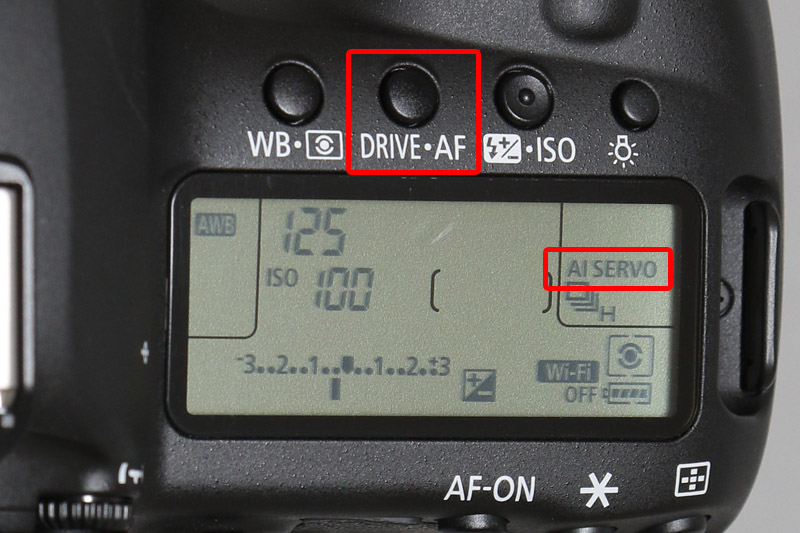 WB• DRIVE•AF •ISO
AWB 125
ISO 100 AI SERVO
H
-3..2..1..0..1..2.+3
Wi-Fi
OFF
AF-ON